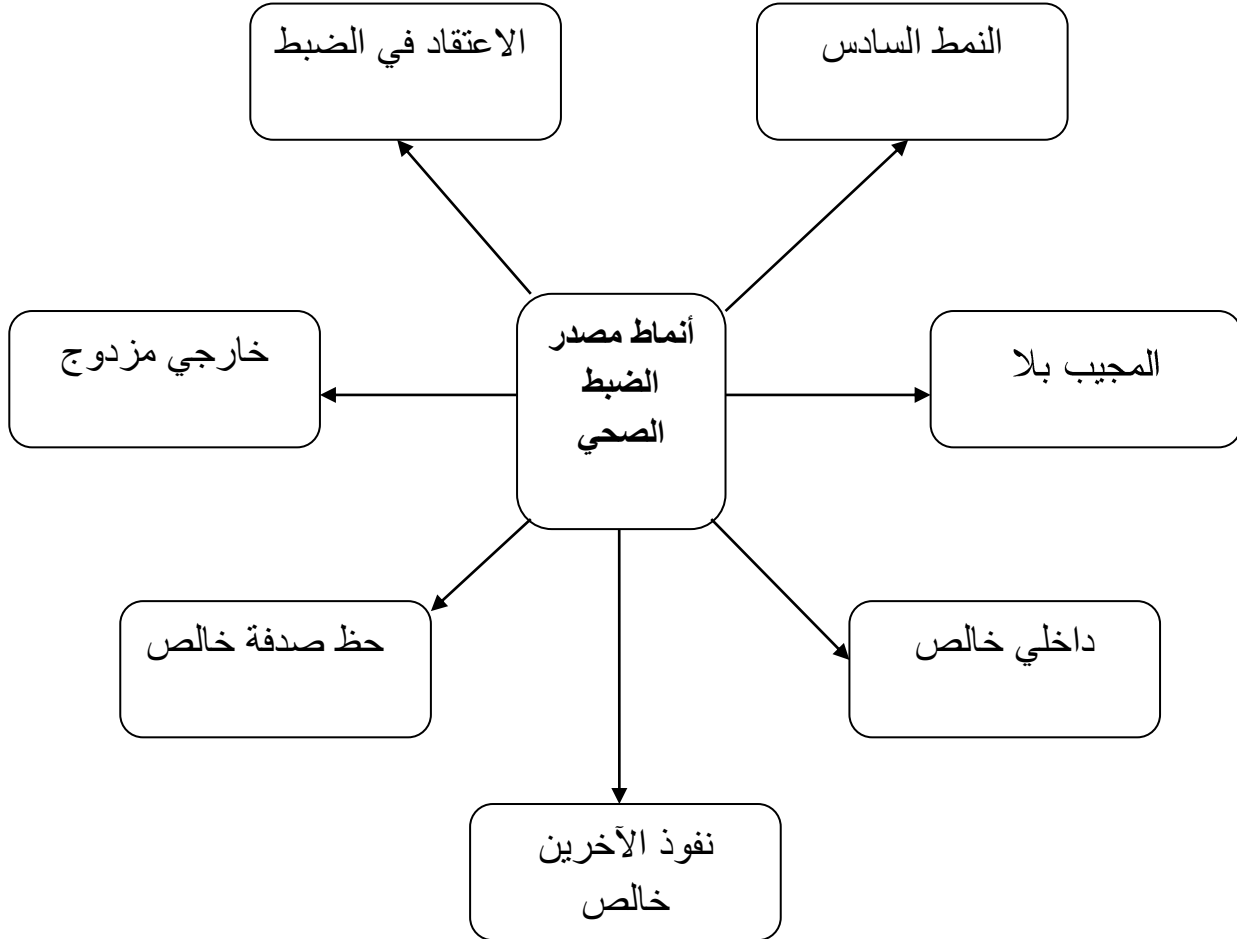 النمط السادس
الاعتقاد في الضبط
أنماط مصدر
الضبط
الصحي
المجيب بلا
خارجي مزدوج
داخلي خالص
حظ صدفة خالص
نفوذ الآخرين
خالص